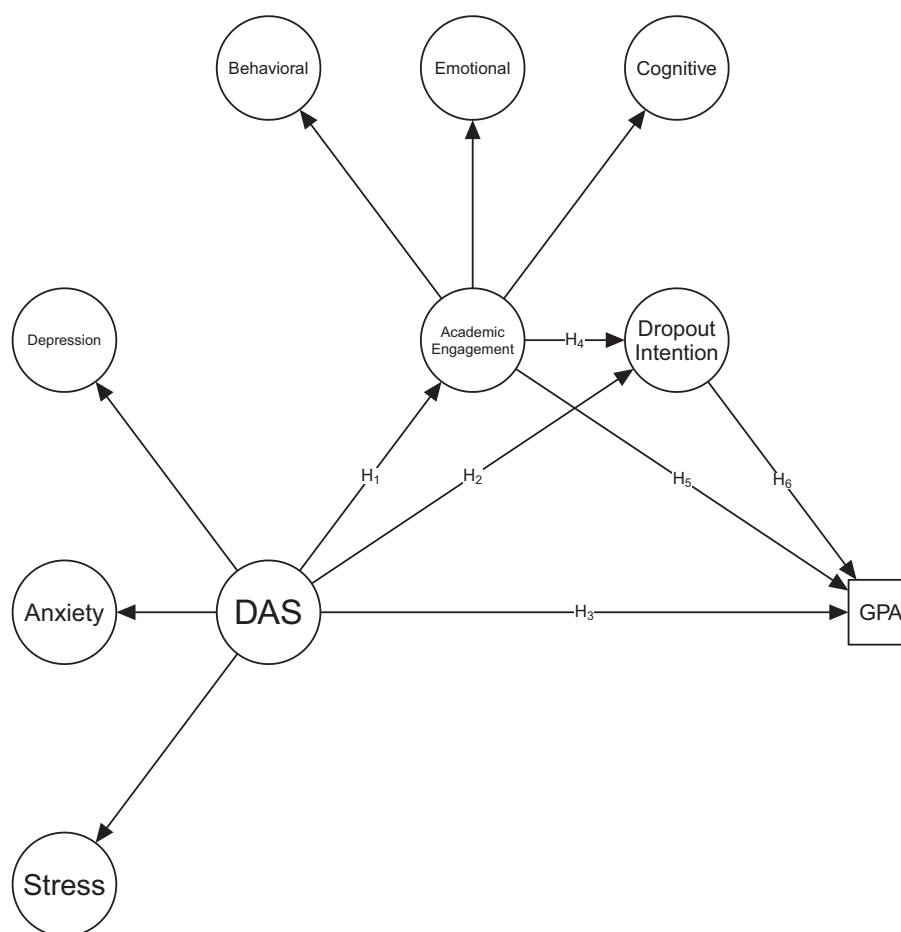 Behavioral
Emotional
Cognitive
Depression
Academic
Engagement
H₄
Dropout
Intention
H₁
H₂
H₅
H₆
Anxiety
DAS
H₃
GPA
Stress